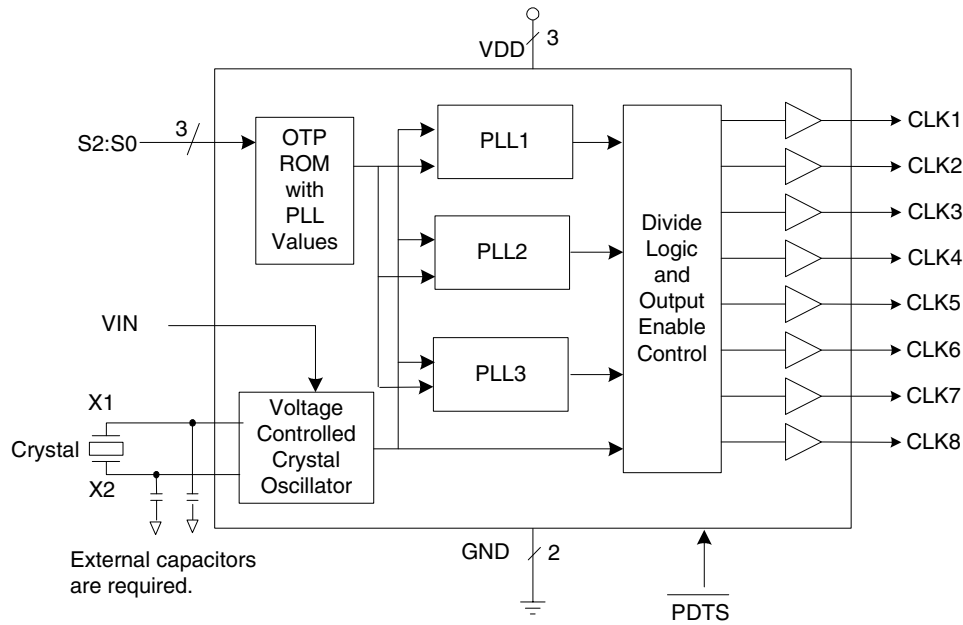 VDD
3
S2:S0
3
OTP
ROM
with
PLL
Values
PLL1
PLL2
PLL3
Divide
Logic
and
Output
Enable
Control
CLK1
CLK2
CLK3
CLK4
CLK5
CLK6
CLK7
CLK8
VIN
X1
Crystal
X2
Voltage
Controlled
Crystal
Oscillator
External capacitors
are required.
GND
2
PDTS